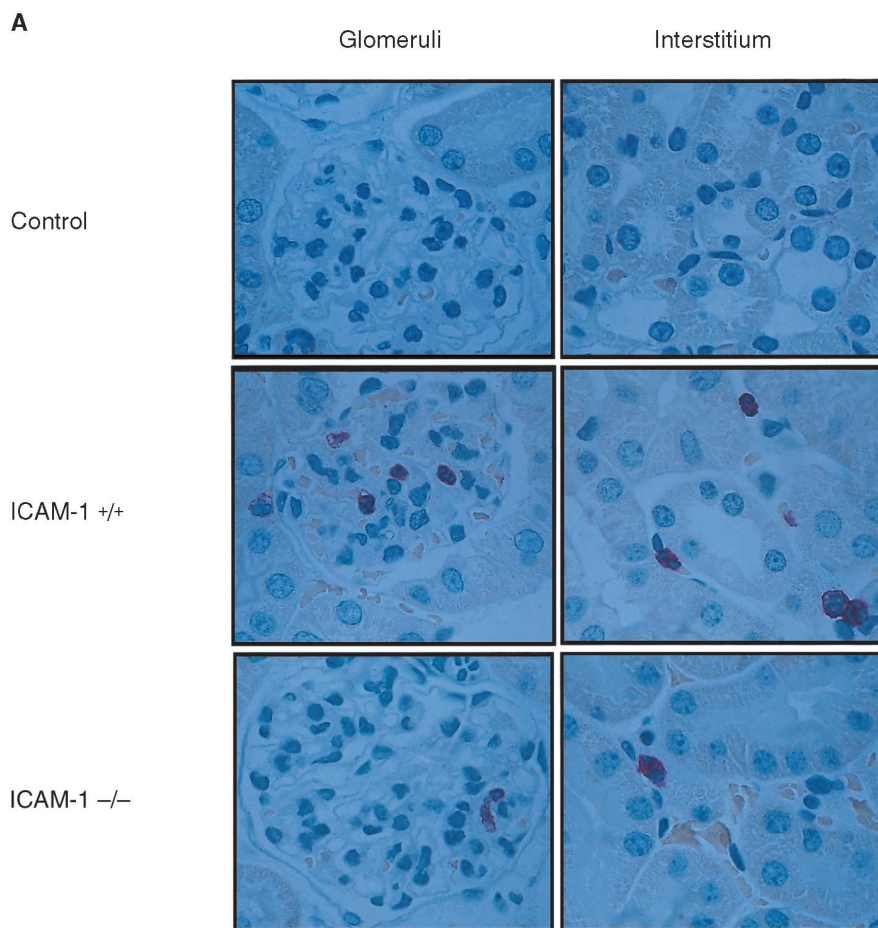 A
Glomeruli Interstitium
Control
ICAM-1 +/+
ICAM-1 –/–